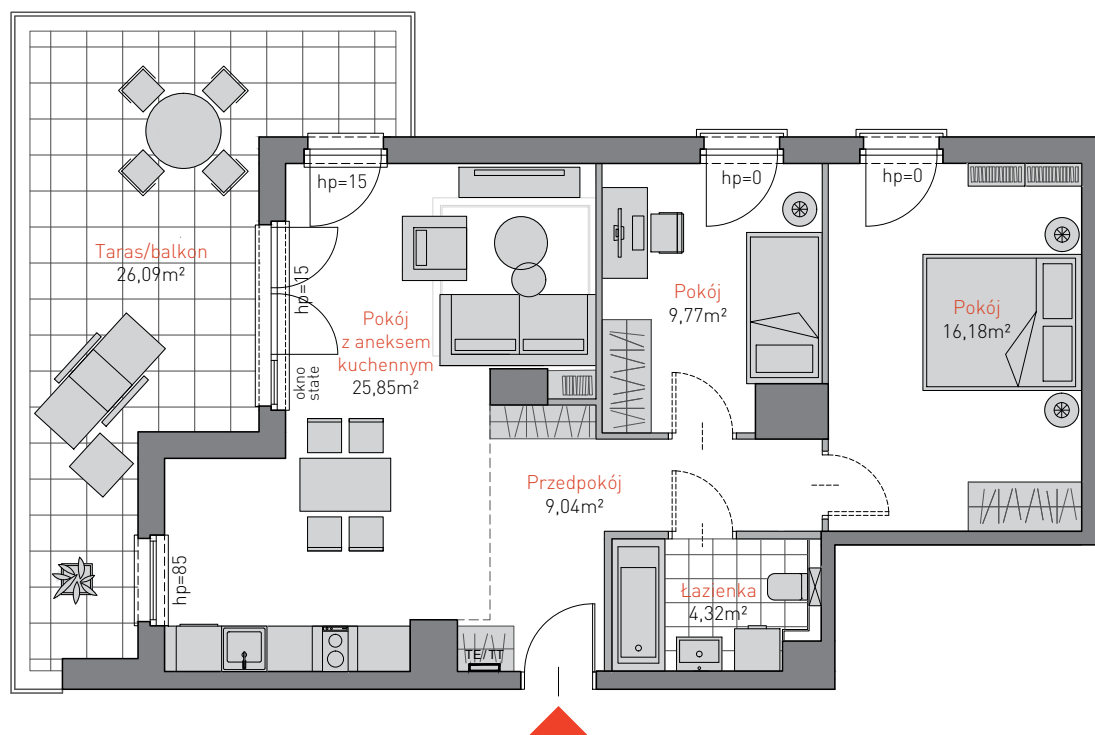 hp=15
hp=0
hp=0
Taras/balkon
26,09m²
hp=15
Pokój
z aneksem
kuchennym
25,85m²
okno
stałe
Pokój
9,77m²
Pokój
16,18m²
Przedpokój
9,04m²
hp=85
Łazienka
4,32m²
TE/TT